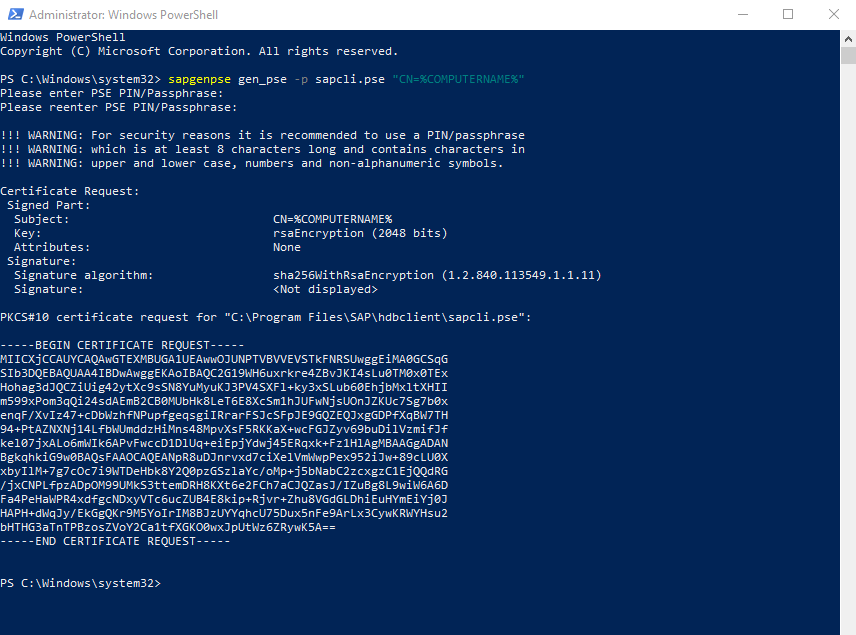 Administrator: Windows PowerShell
Windows PowerShell
Copyright (C) Microsoft Corporation. All rights reserved.
PS C:\Windows\system32> sapgenpse gen_pse -p sapcli.pse "CN=%COMPUTERNAME%"
Please enter PSE PIN/Passphrase:
Please reenter PSE PIN/Passphrase:
!!! WARNING: For security reasons it is recommended to use a PIN/passphrase
!!! WARNING: which is at least 8 characters long and contains characters in
!!! WARNING: upper and lower case, numbers and non-alphanumeric symbols.
Certificate Request:
Signed Part:
Subject: CN=%COMPUTERNAME%
Key: rsaEncryption (2048 bits)
Attributes: None
Signature:
Signature algorithm: sha256WithRsaEncryption (1.2.840.113549.1.1.11)
Signature: <Not displayed>
PKCS#10 certificate request for "C:\Program Files\SAP\hdbclient\sapcli.pse":
-----BEGIN CERTIFICATE REQUEST-----
MIICXjCCAUYCAQAwGTEXMBUGA1UEAwwOJUNPTVBVVEVSTkFNRSUwggEiMA0GCSqG
SIb3DQEBAQUAA4IBDwAwggEKAoIBAQC2G19WH6uxrkre4ZBvJKI4sLu0TM0x0TEx
Hohag3dJQCZiUig42ytXc9sSN8YuMyuKJ3PV4SXFl+ky3xSLub60EhjbMxltXHII
m599xPom3qQi24sdAEmB2CB0MUbHk8LeT6E8XcSm1hJUFwNjsUOnJZKUc7Sg7b0x
enqF/XvIz47+cDbWzhfNPupfgeqsgiIRrarFSJcSFpJE9GQZEQJxgGDPfXqBW7TH
94+PtAZNXNj14LfbWUmddzHiMns48MpvXsF5RKKaX+wcFGJZyv69buDilVzmifJf
kel07jxALo6mWIk6APvFwccD1DlUq+eiEpjYdwj45ERqxk+Fz1HlAgMBAAGgADAN
BgkqhkiG9w0BAQsFAAOCAQEANpR8uDJnrvxd7ciXelVmWwpPex952iJw+89cLU0X
xbyIlM+7g7cOc7i9WTDeHbk8Y2Q0pzGSzlaYc/oMp+j5bNabC2zcxgzC1EjQQdRG
/jxCNPLfpzADpOM99UMkS3ttemDRH8KXt6e2FCh7aCJQZasJ/IZuBg8L9wiW6A6D
Fa4PeHaWPR4xdfgcNDxyVTc6ucZUB4E8kip+Rjvr+Zhu8VGdGLDhiEuHYmEiYj0J
HAPH+dWqJy/EkGgQKr9M5YoIrIM8BJzUYYqhcU75Dux5nFe9ArLx3CywKRWYHsu2
bHTHG3aTnTPBzosZVoY2Ca1tfXGKO0wxJpUtWz6ZRywK5A==
-----END CERTIFICATE REQUEST-----
PS C:\Windows\system32>